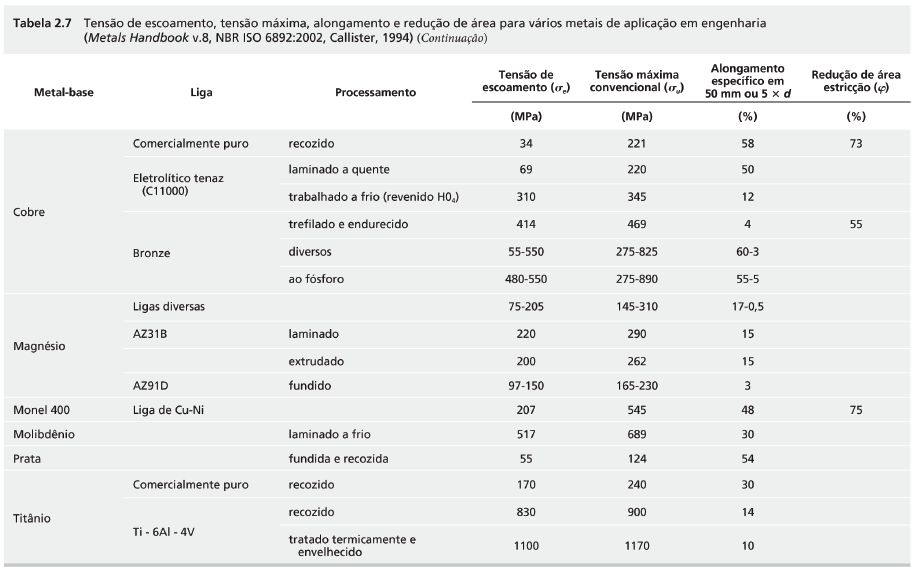 Tabela 2.7 Tensão de escoamento, tensão máxima, alongamento e redução de área para vários metais de aplicação em engenharia
(Metals Handbook v.8, NBR ISO 6892:2002, Callister, 1994) (Continuação)
Metal-base Liga Processamento Tensão de escoamento (σe) Tensão máxima convencional (σu) Alongamento específico em 50 mm ou 5 × d Redução de área estricção (φ)
(MPa) (MPa) (%) (%)
Cobre Comercialmente puro recozido 34 221 58 73
Eletrolítico tenaz (C11000) laminado a quente 69 220 50
trabalhado a frio (revenido H04) 310 345 12
Bronze trefilado e endurecido 414 469 4 55
diversos 55-550 275-825 60-3
ao fósforo 480-550 275-890 55-5
Magnésio Ligas diversas 75-205 145-310 17-0,5
AZ31B laminado 220 290 15
extrudado 200 262 15
AZ91D fundido 97-150 165-230 3
Monel 400 Liga de Cu-Ni 207 545 48 75
Molibdênio laminado a frio 517 689 30
Prata fundida e recozida 55 124 54
Titânio Comercialmente puro recozido 170 240 30
Ti - 6Al - 4V recozido 830 900 14
tratado termicamente e envelhecido 1100 1170 10